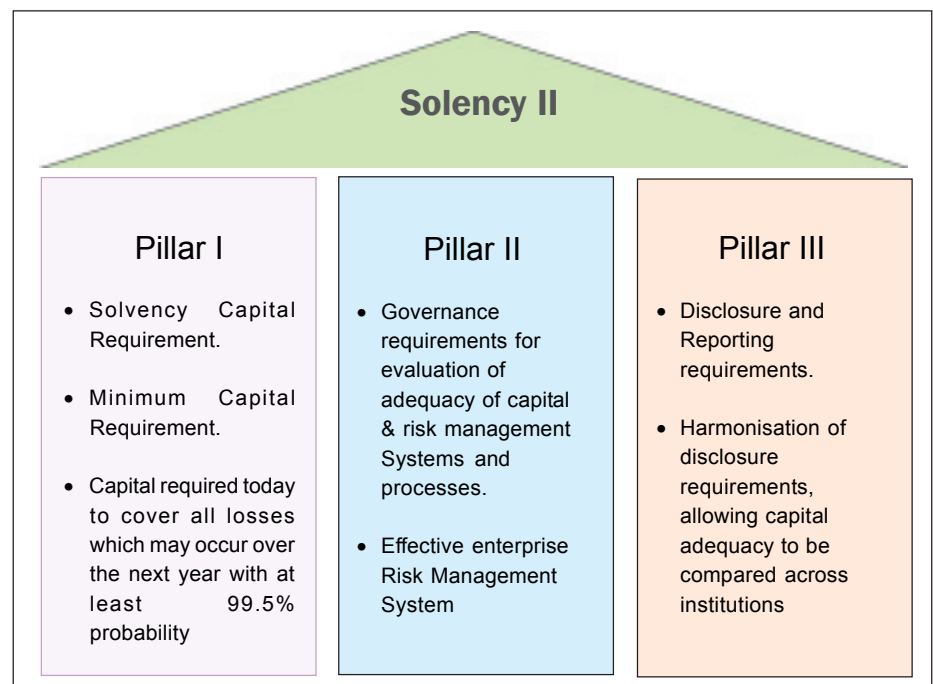 Solency II
Pillar I
• Solvency Capital
Requirement.
• Minimum Capital
Requirement.
• Capital required today
to cover all losses
which may occur over
the next year with at
least 99.5%
probability
Pillar II
• Governance
requirements for
evaluation of
adequacy of capital
& risk management
Systems and
processes.
• Effective enterprise
Risk Management
System
Pillar III
• Disclosure and
Reporting
requirements.
• Harmonisation of
disclosure
requirements,
allowing capital
adequacy to be
compared across
institutions